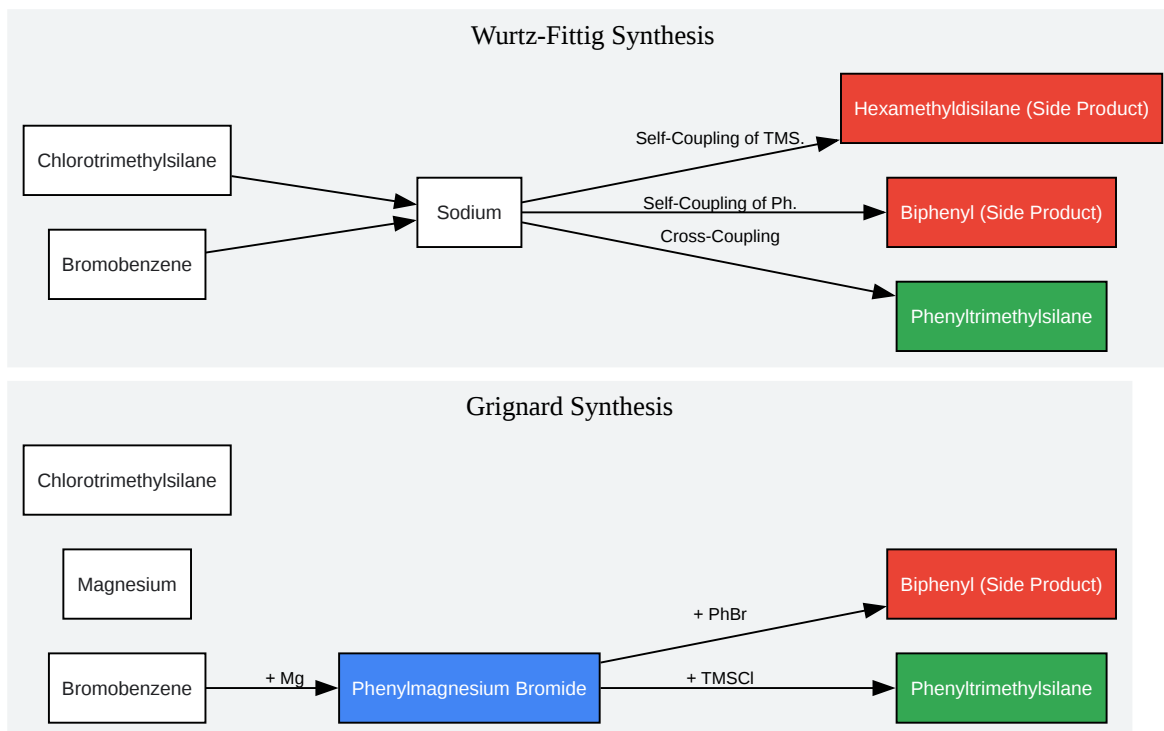 Wurtz-Fittig Synthesis
Hexamethyldisilane (Side Product)
Self-Coupling of TMS.
Chlorotrimethylsilane
Sodium
Self-Coupling of Ph.
Biphenyl (Side Product)
Cross-Coupling
Bromobenzene
Phenyltrimethylsilane
Grignard Synthesis
Chlorotrimethylsilane
Magnesium
Biphenyl (Side Product)
+ PhBr
Bromobenzene
+ Mg
Phenylmagnesium Bromide
+ TMSCl
Phenyltrimethylsilane